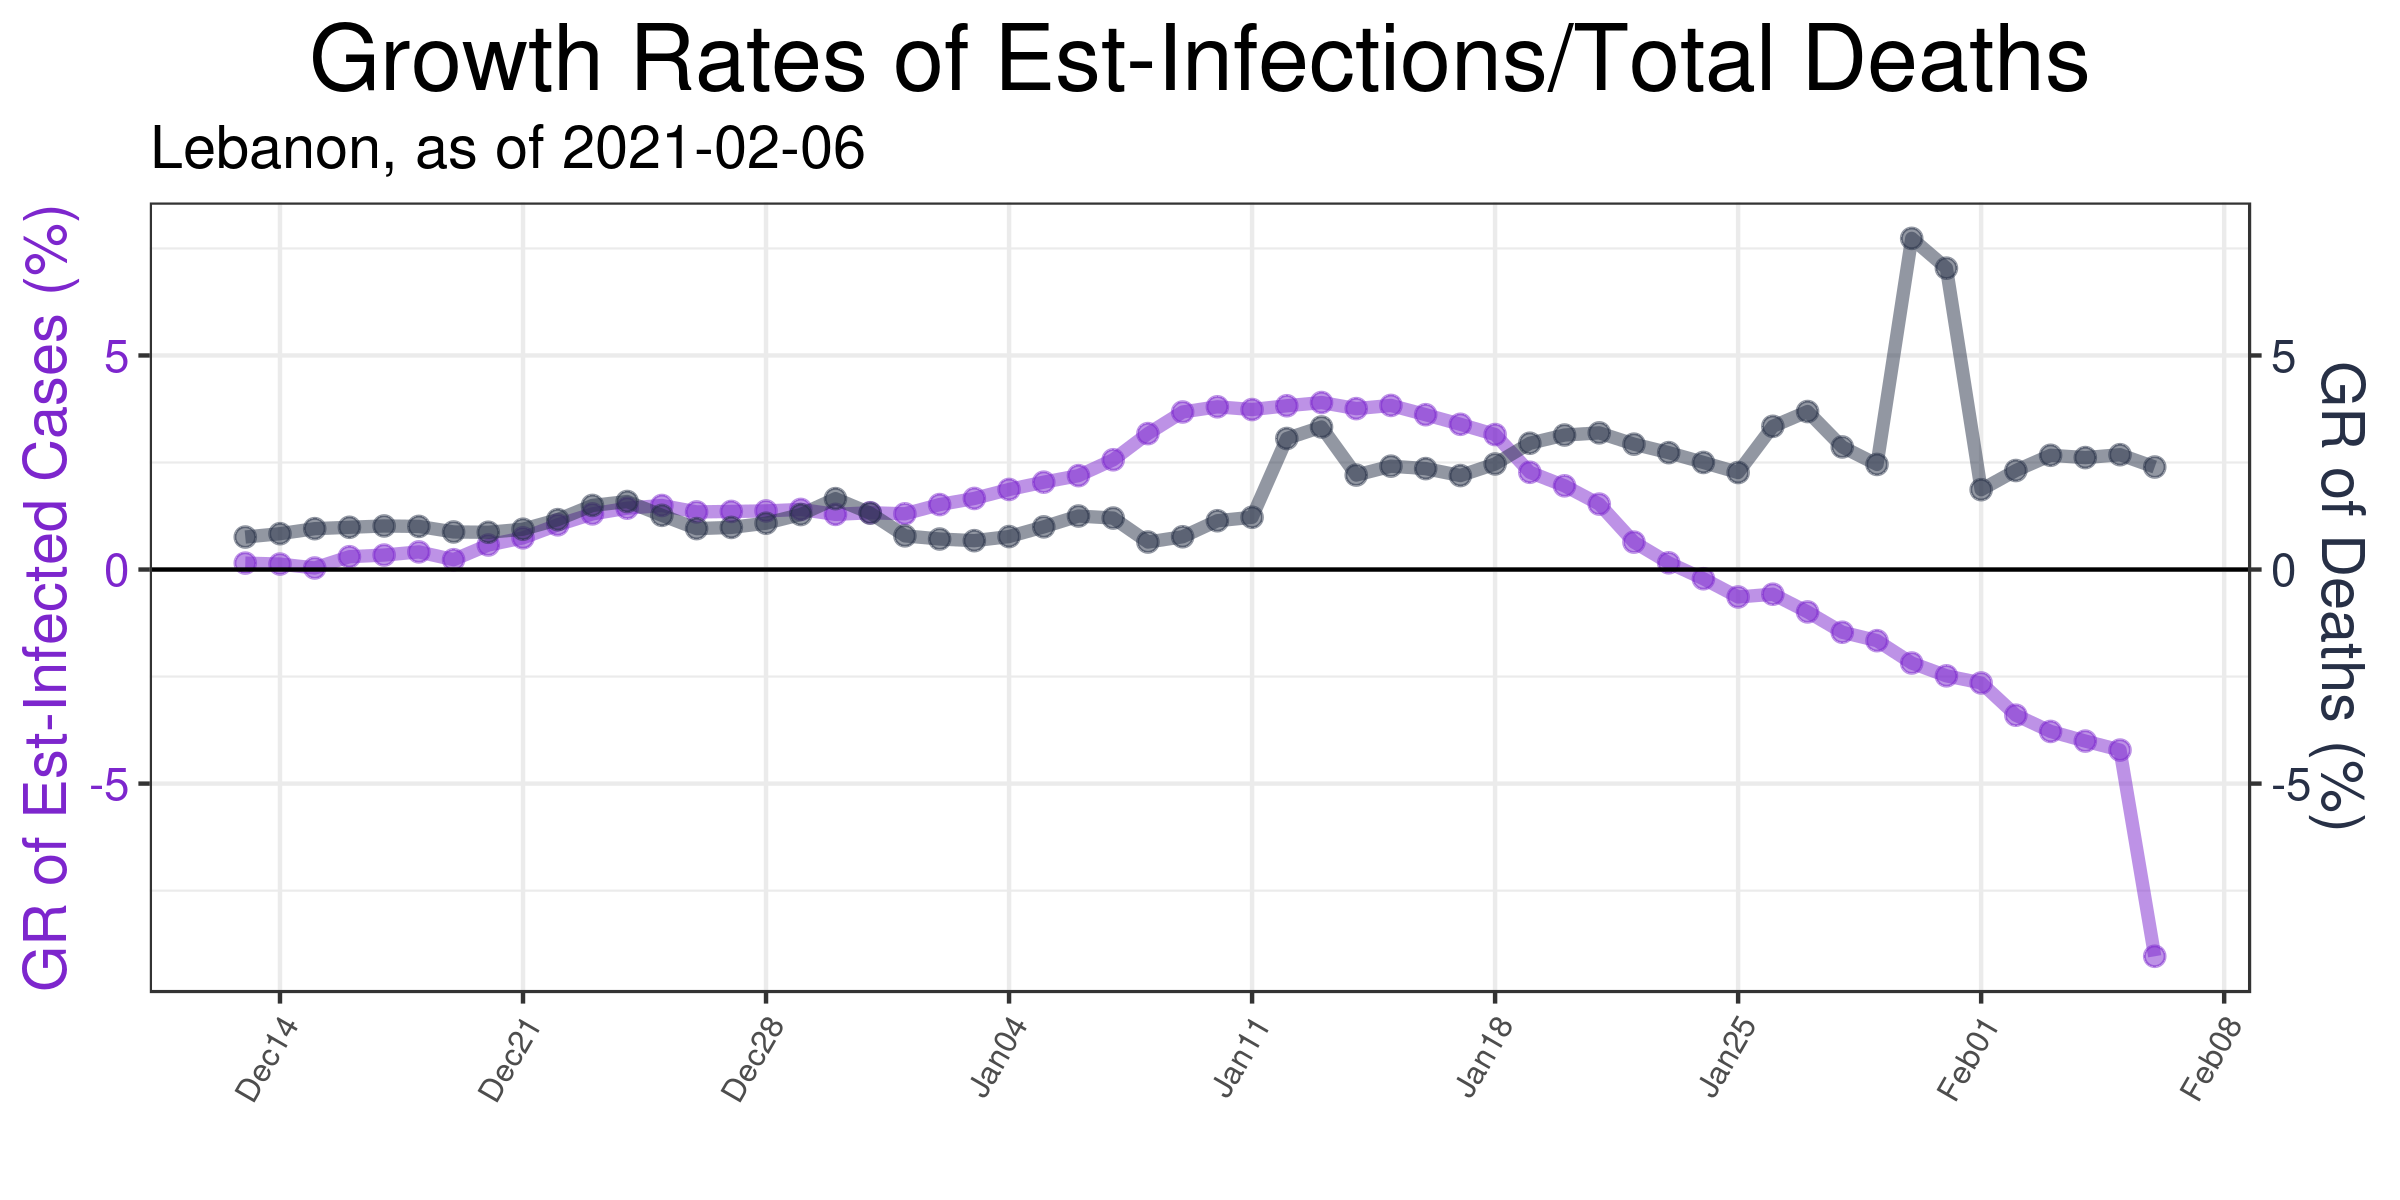 Growth Rates of Est-Infections/Total Deaths
Lebanon, as of 2021-02-06
GR of Est-Infected Cases (%)
5
0
-5
5
0
-5
GR of Deaths (%)
Dec14
Dec21
Dec28
Jan04
Jan11
Jan18
Jan25
Feb01
Feb08